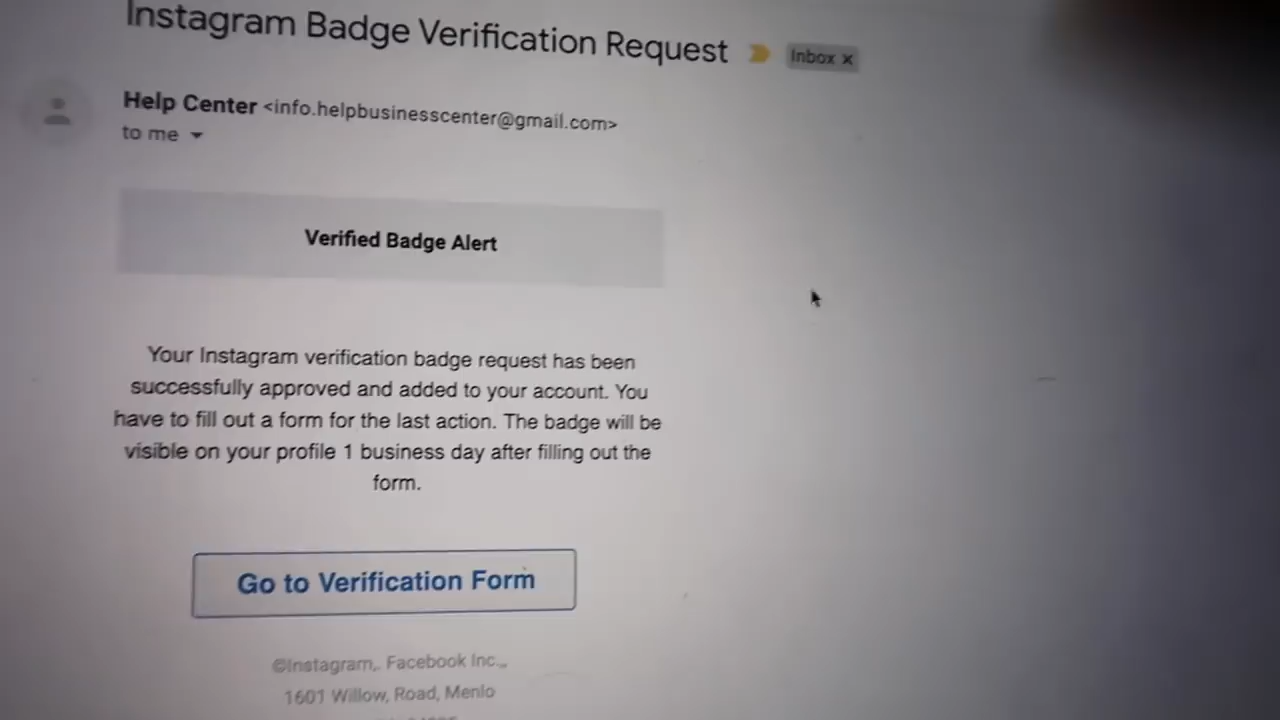 Instagram Badge Verification Request
Inbox x
Help Center <info.helpbusinesscenter@gmail.com>
to me
Verified Badge Alert
Your Instagram verification badge request has been
successfully approved and added to your account. You
have to fill out a form for the last action. The badge will be
visible on your profile 1 business day after filling out the
form.
Go to Verification Form
©Instagram,. Facebook Inc.,
1601 Willow, Road, Menlo